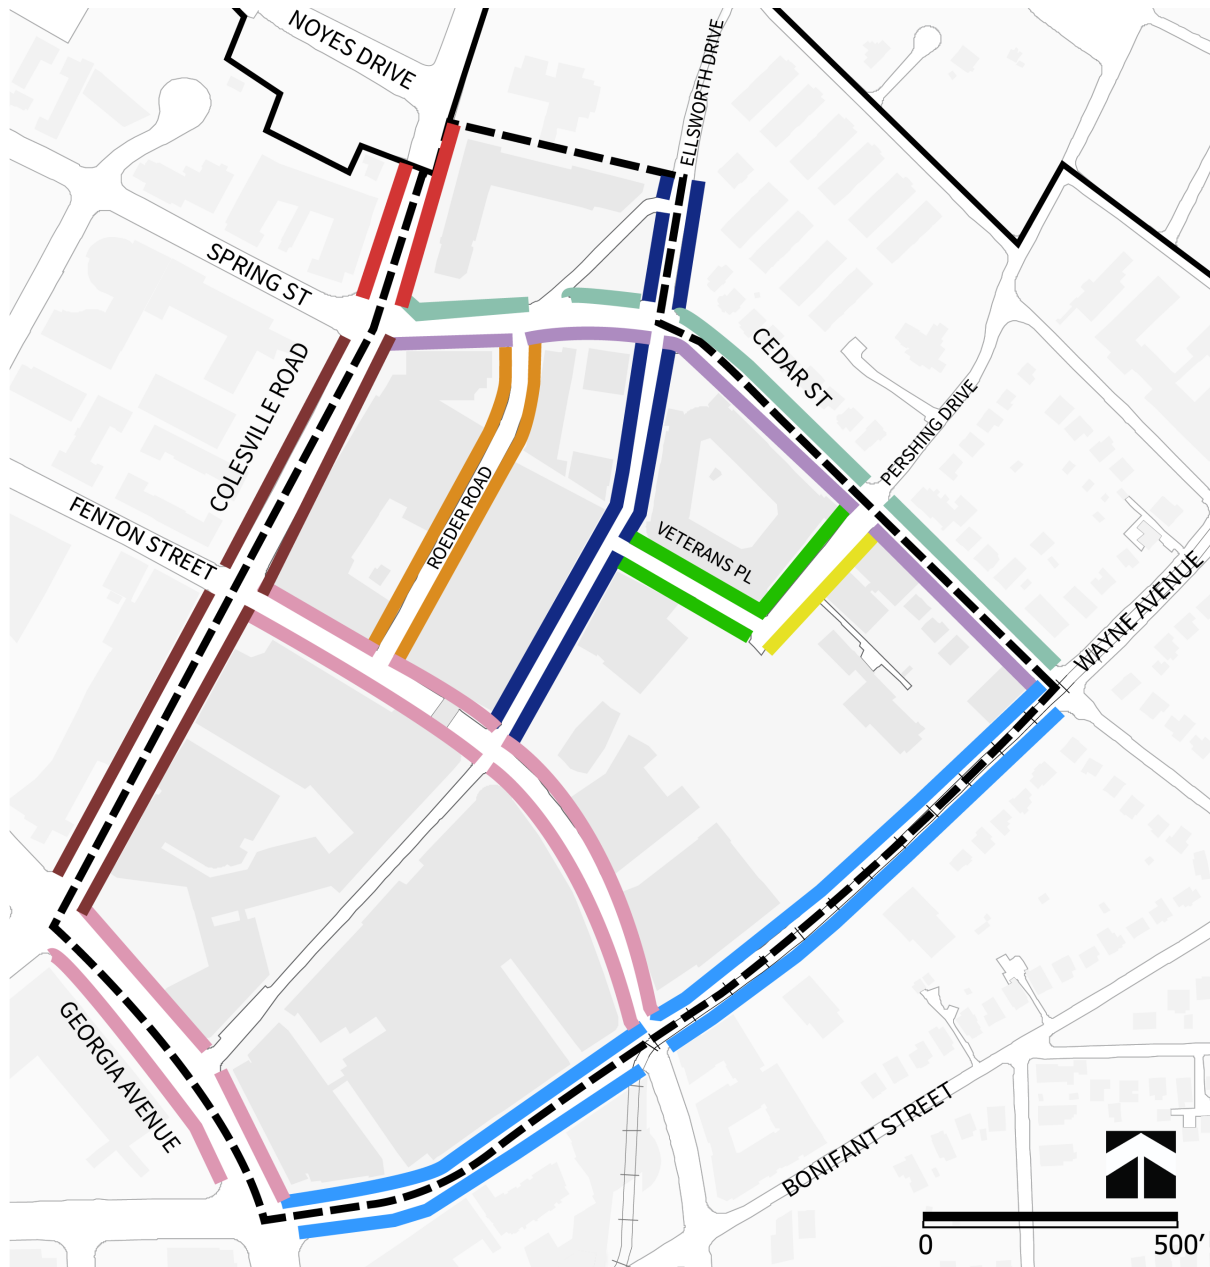 NOYES DRIVE
ELLSWORTH DRIVE
SPRING ST
CEDAR ST
COLESVILLE ROAD
PERSHING DRIVE
ROEDER ROAD
FENTON STREET
VETERANS PL
WAYNE AVENUE
GEORGIA AVENUE
BONIFANT STREET
0 500'